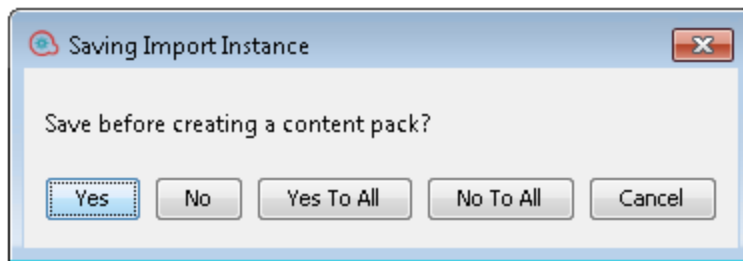 Saving Import Instance
Save before creating a content pack?
Yes No Yes To All No To All Cancel